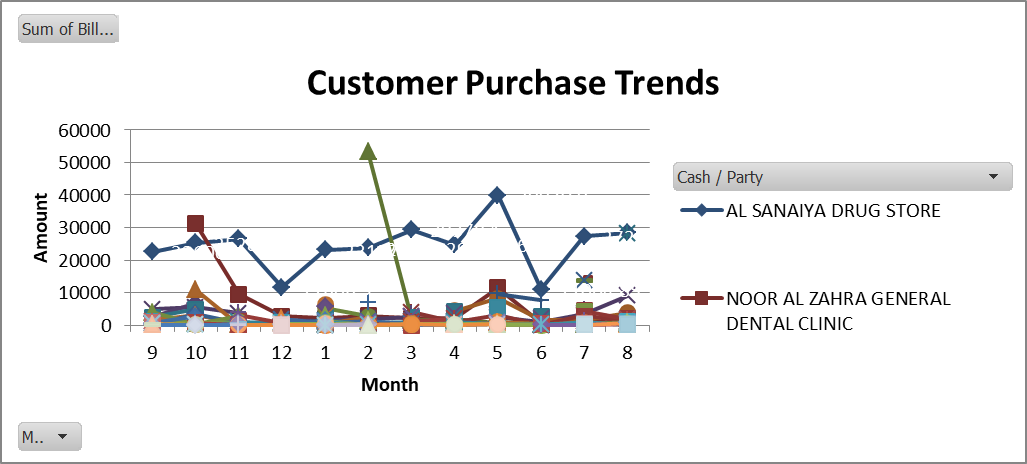 Sum of Bill...
Customer Purchase Trends
60000
50000
40000
30000
20000
10000
0
Amount
9 10 11 12 1 2 3 4 5 6 7 8
Month
Cash / Party
AL SANAIYA DRUG STORE
NOOR AL ZAHRA GENERAL
DENTAL CLINIC
M..